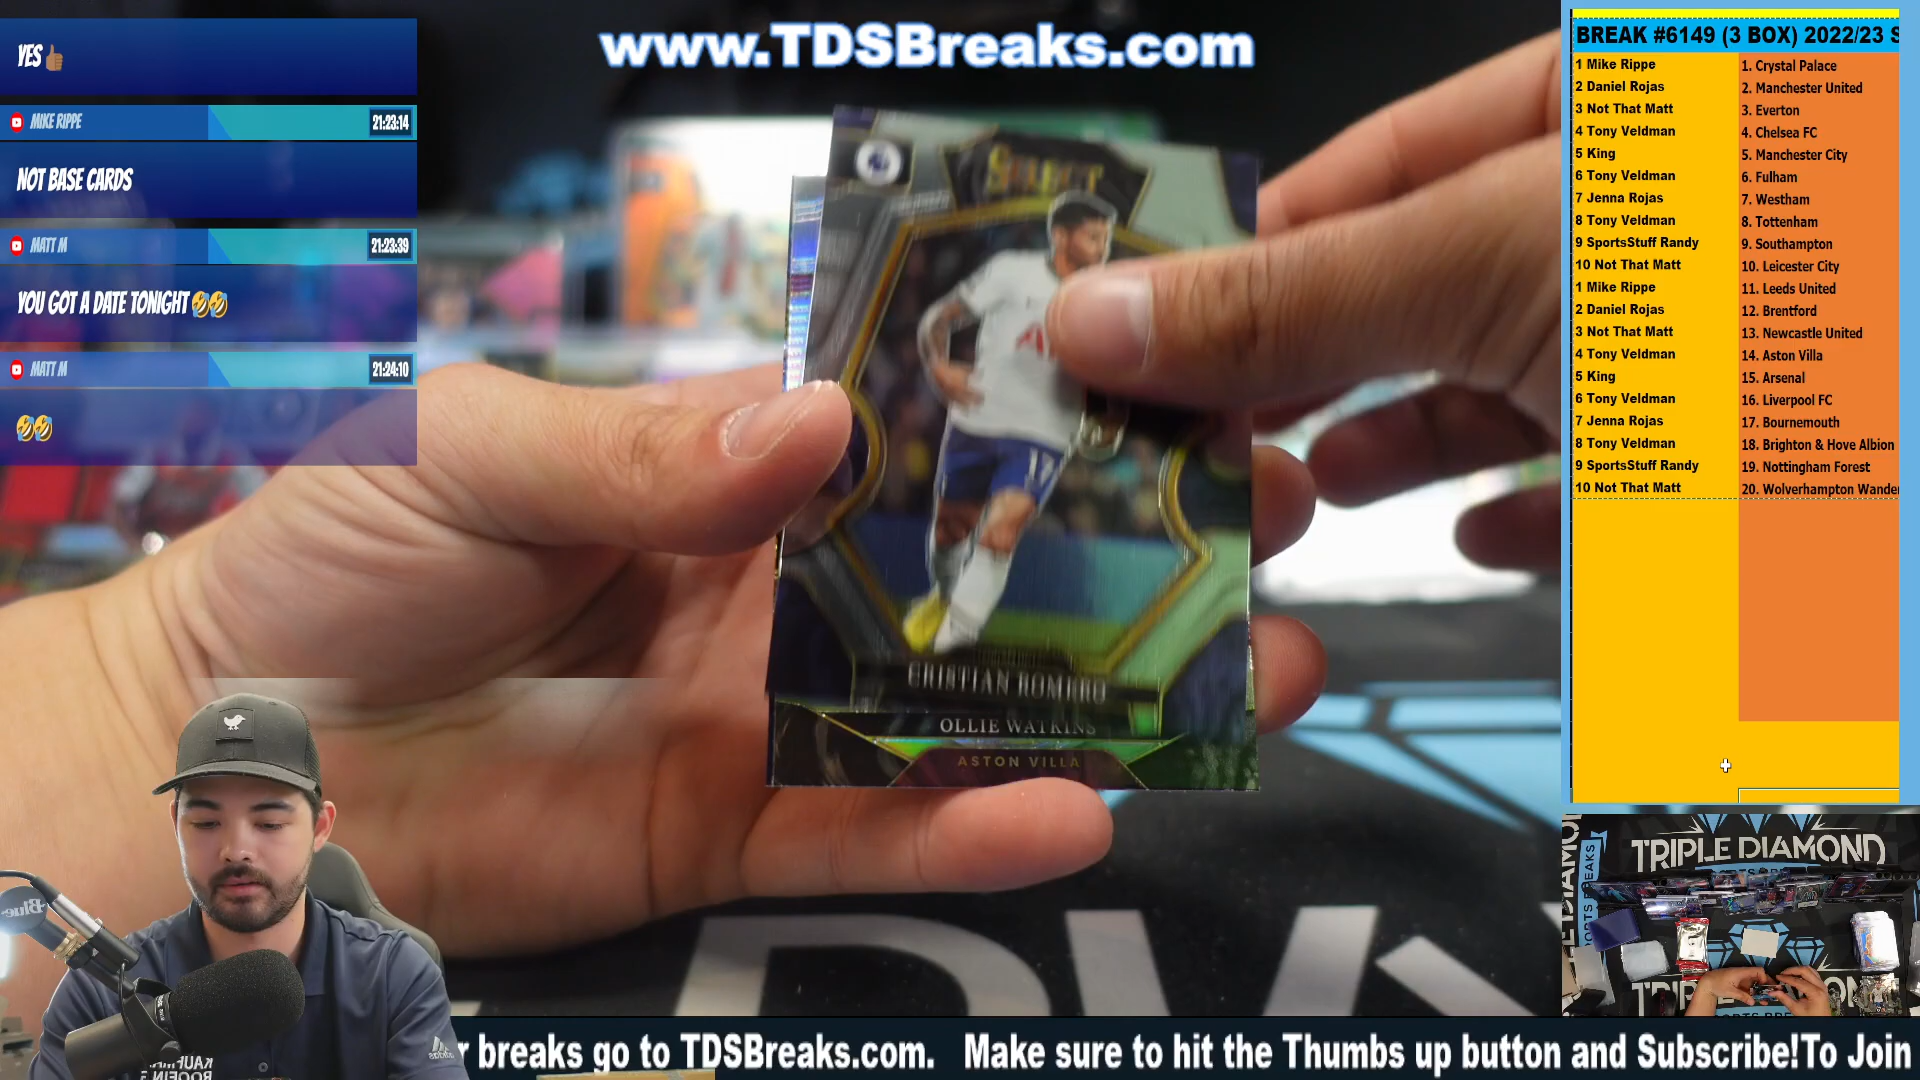 www.TDSBreaks.com
YES👍🏾
MIKE RIPPE 21:23:14
NOT BASE CARDS
MATT M 21:23:39
YOU GOT A DATE TONIGHT🤣🤣
MATT M 21:24:10
🤣🤣
SELECT
17
CRISTIAN ROMERO
OLLIE WATKINS
ASTON VILLA
BREAK #6149 (3 BOX) 2022/23 S
1 Mike Rippe 1. Crystal Palace
2 Daniel Rojas 2. Manchester United
3 Not That Matt 3. Everton
4 Tony Veldman 4. Chelsea FC
5 King 5. Manchester City
6 Tony Veldman 6. Fulham
7 Jenna Rojas 7. Westham
8 Tony Veldman 8. Tottenham
9 SportsStuff Randy 9. Southampton
10 Not That Matt 10. Leicester City
1 Mike Rippe 11. Leeds United
2 Daniel Rojas 12. Brentford
3 Not That Matt 13. Newcastle United
4 Tony Veldman 14. Aston Villa
5 King 15. Arsenal
6 Tony Veldman 16. Liverpool FC
7 Jenna Rojas 17. Bournemouth
8 Tony Veldman 18. Brighton & Hove Albion
9 SportsStuff Randy 19. Nottingham Forest
10 Not That Matt 20. Wolverhampton Wande
TRIPLE DIAMOND
Blue
adidas
r breaks go to TDSBreaks.com. Make sure to hit the Thumbs up button and Subscribe!To Join